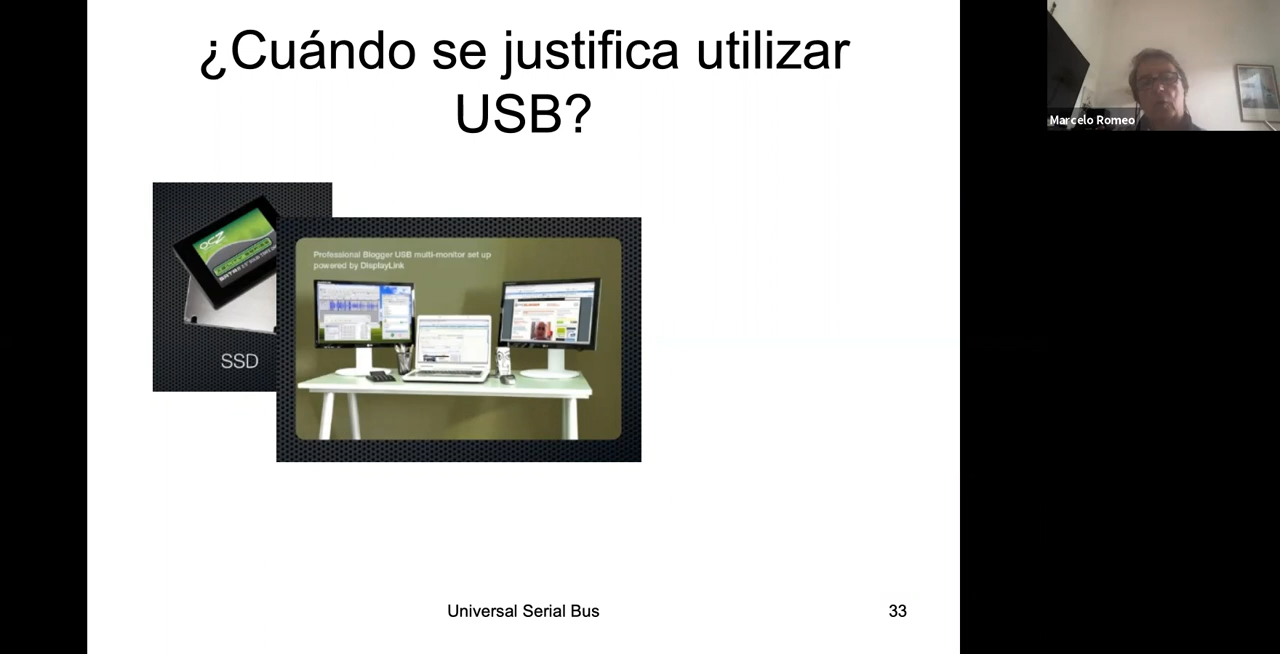 ¿Cuándo se justifica utilizar
USB?
Marcelo Romeo
OCZ
SSD
Professional Blogger USB multi-monitor set up
powered by DisplayLink
Universal Serial Bus
33